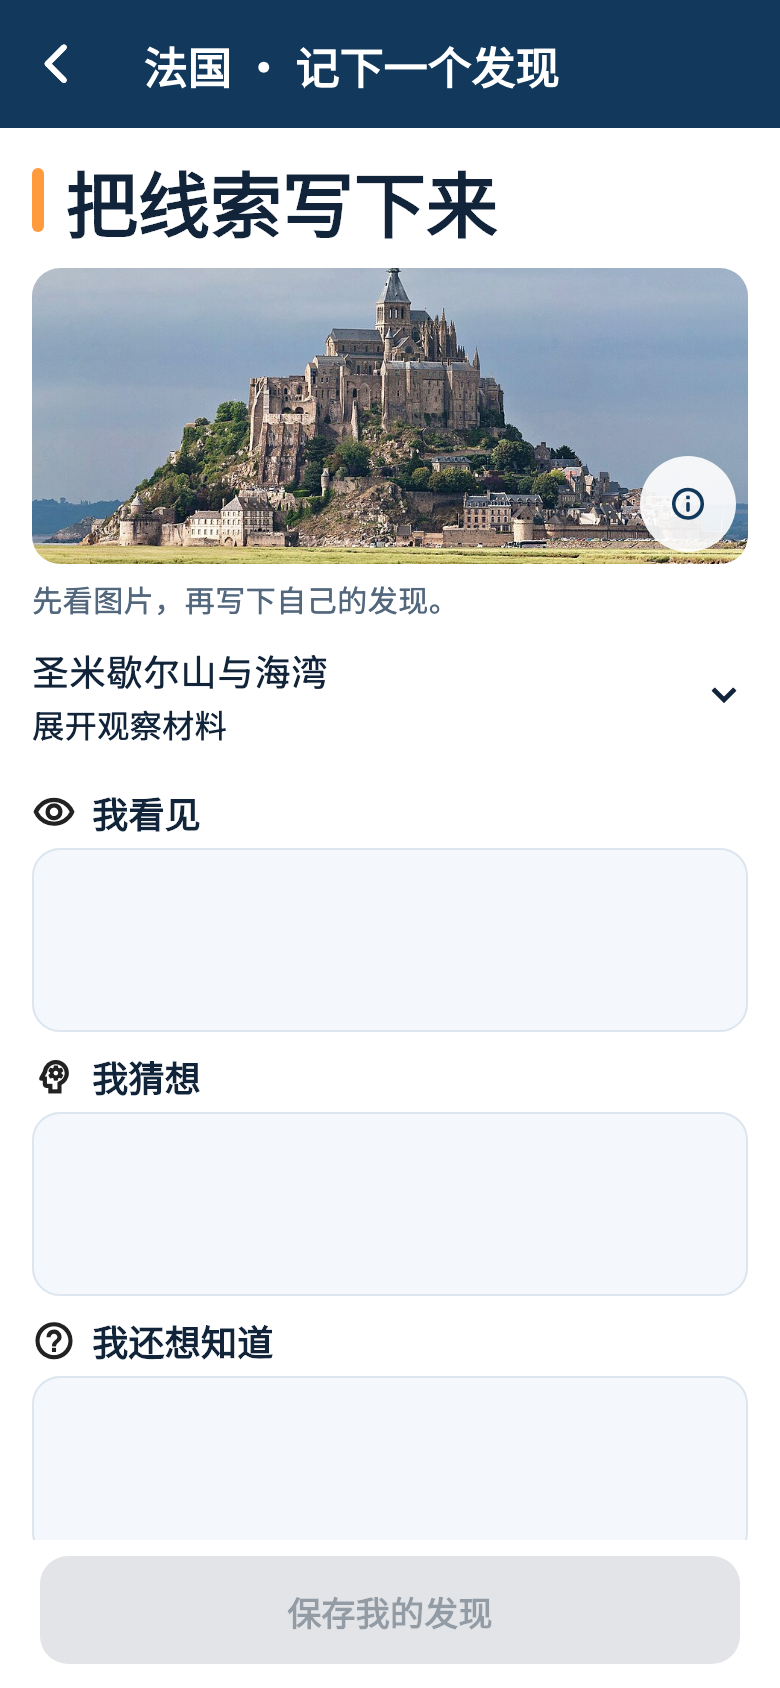 法国 · 记下一个发现
把线索写下来
先看图片，再写下自己的发现。
圣米歇尔山与海湾
展开观察材料
我看见
我猜想
我还想知道
保存我的发现